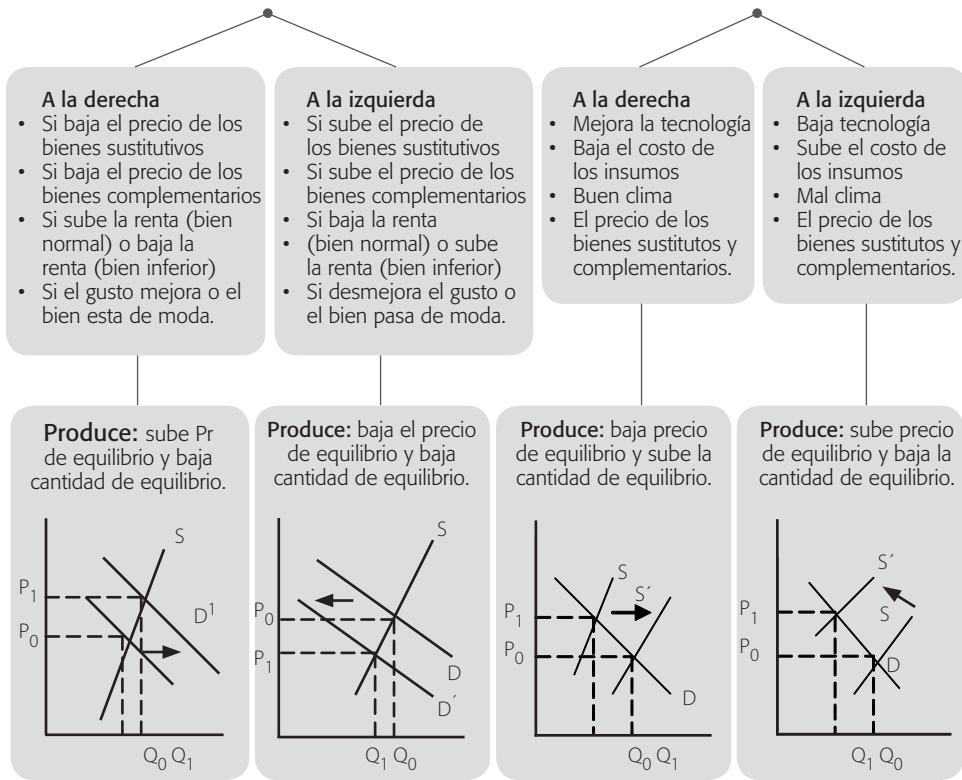 A la derecha
• Si baja el precio de los
bienes sustitutivos
• Si baja el precio de los
bienes complementarios
• Si sube la renta (bien
normal) o baja la
renta (bien inferior)
• Si el gusto mejora o el
bien esta de moda.
A la izquierda
• Si sube el precio de
los bienes sustitutivos
• Si sube el precio de los
bienes complementarios
• Si baja la renta
• (bien normal) o sube
la renta (bien inferior)
• Si desmejora el gusto o
el bien pasa de moda.
A la derecha
• Mejora la tecnología
• Baja el costo de
los insumos
• Buen clima
• El precio de los
bienes sustitutos y
complementarios.
A la izquierda
• Baja tecnología
• Sube el costo de
los insumos
• Mal clima
• El precio de los
bienes sustitutos y
complementarios.
Produce: sube Pr
de equilibrio y baja
cantidad de equilibrio.
S
P₁
D¹
P₀
Q₀ Q₁
Produce: baja el precio
de equilibrio y baja
cantidad de equilibrio.
S
P₀
P₁
D
D´
Q₁ Q₀
Produce: baja precio
de equilibrio y sube la
cantidad de equilibrio.
S
S´
P₁
P₀
D
Q₀ Q₁
Produce: sube precio
de equilibrio y baja la
cantidad de equilibrio.
S´
S
P₁
P₀
D
Q₁ Q₀